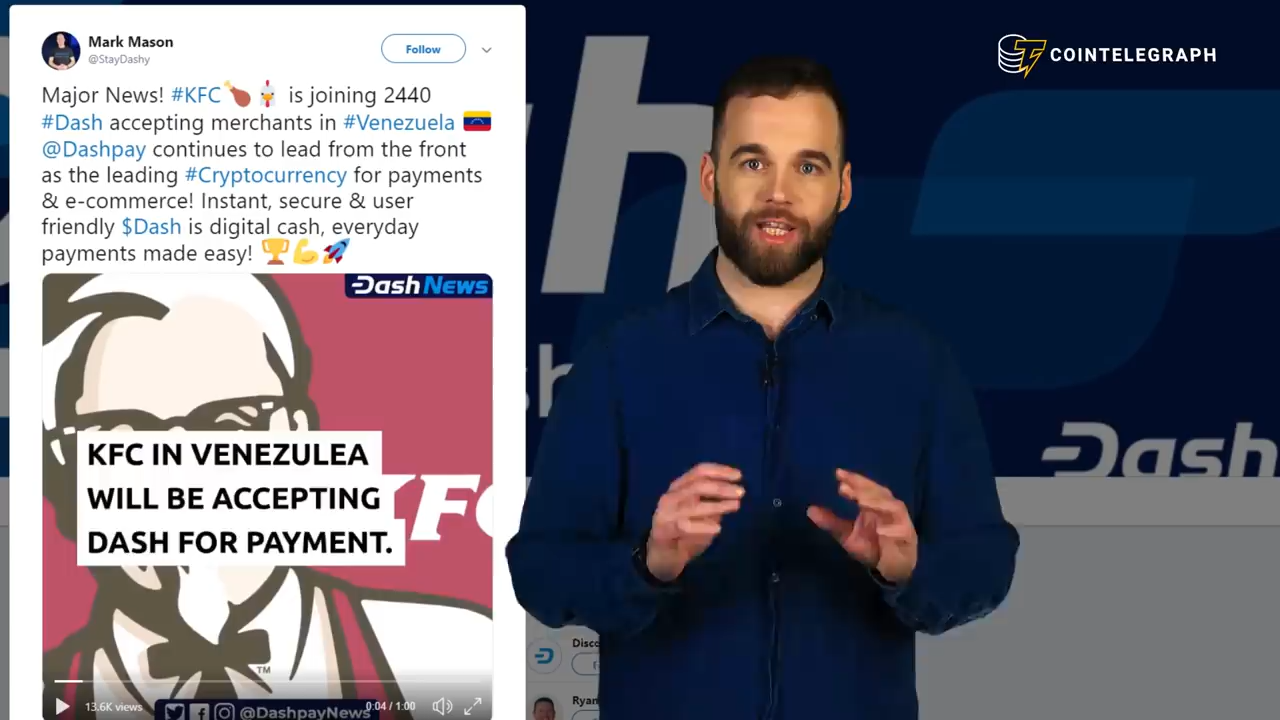 Mark Mason
@StayDashy
Follow
Major News! #KFC is joining 2440
#Dash accepting merchants in #Venezuela
@Dashpay continues to lead from the front
as the leading #Cryptocurrency for payments
& e-commerce! Instant, secure & user
friendly $Dash is digital cash, everyday
payments made easy!
Dash News
KFC IN VENEZULEA
WILL BE ACCEPTING
DASH FOR PAYMENT.
KFC
TM
13.6K views
0:04 / 1:00
@DashpayNews
COINTELEGRAPH
Dash
Ryan